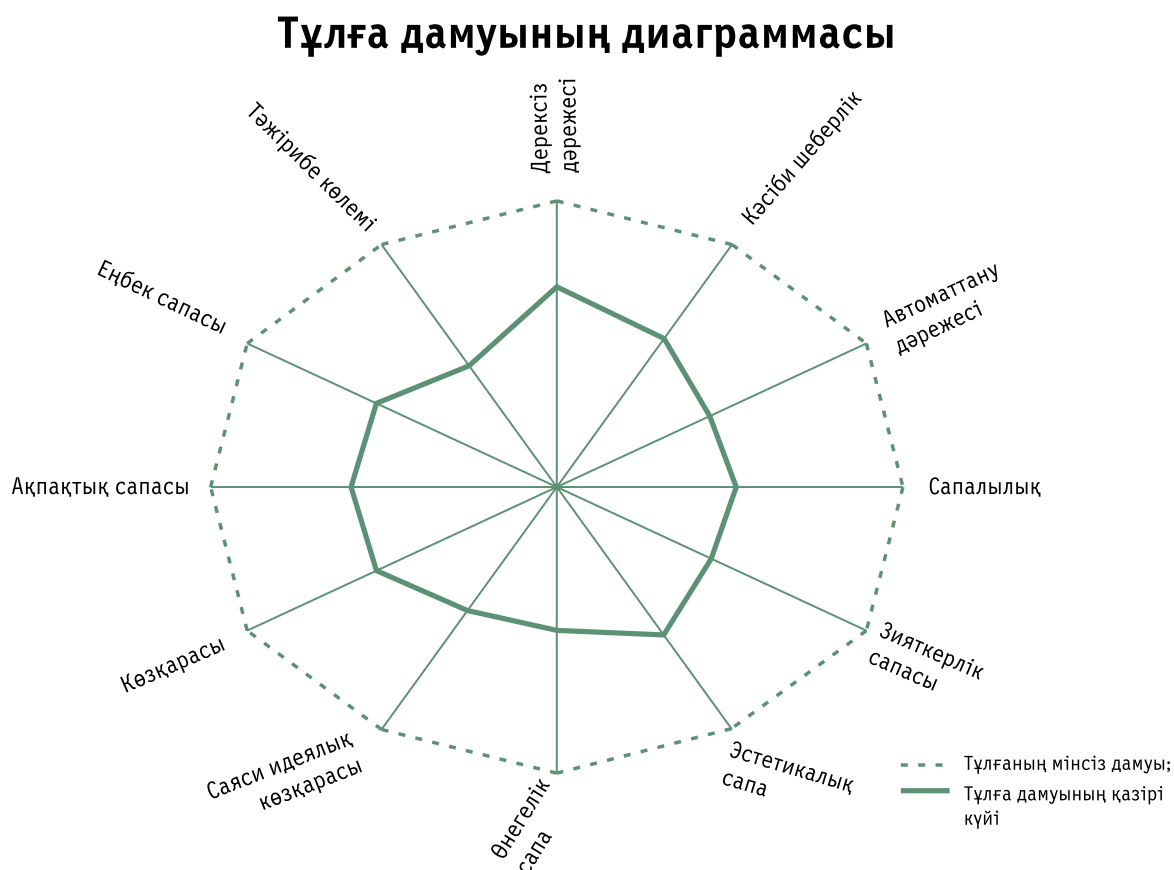 Тұлға дамуының диаграммасы
Дерексіз
дәрежесі
Кәсіби шеберлік
Автоматтану
дәрежесі
Сапалылық
Зияткерлік
сапасы
Эстетикалық
сапа
Өнегелік
сапа
Саяси идеялық
көзқарасы
Көзқарасы
Ақпақтық сапасы
Еңбек сапасы
Тәжірибе көлемі
Тұлғаның мінсіз дамуы;
Тұлға дамуының қазірі
күйі